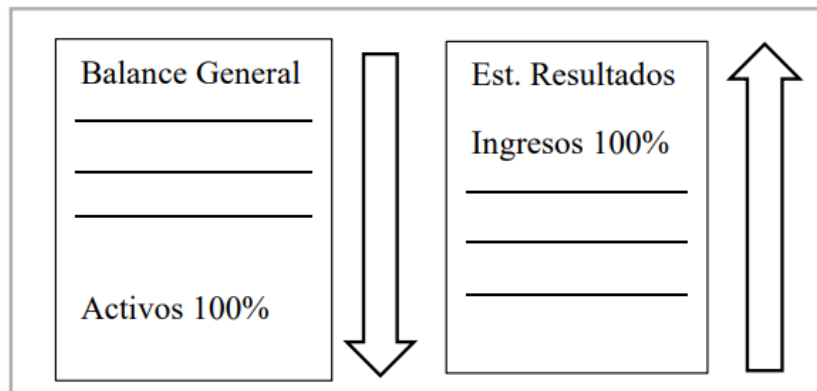 Balance General
Activos 100%
Est. Resultados
Ingresos 100%